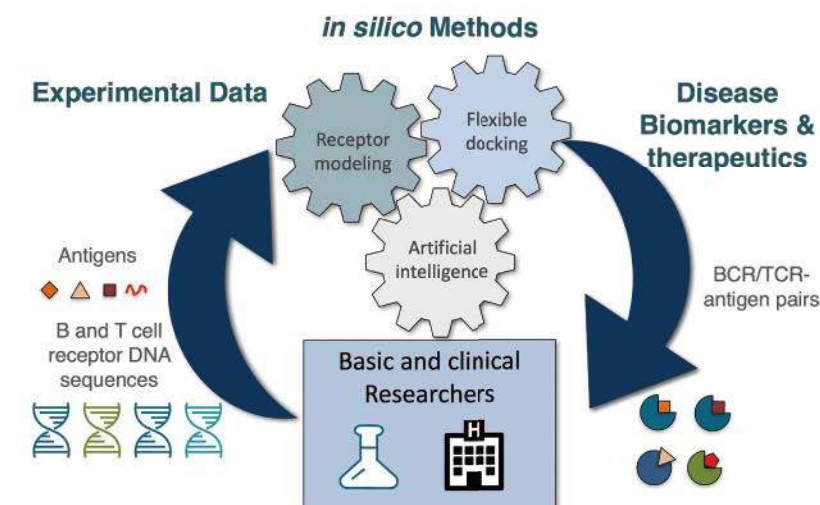 in silico Methods
Experimental Data
Receptor
modeling
Flexible
docking
Artificial
intelligence
Disease
Biomarkers &
therapeutics
Antigens
B and T cell
receptor DNA
sequences
BCR/TCR-
antigen pairs
Basic and clinical
Researchers
H